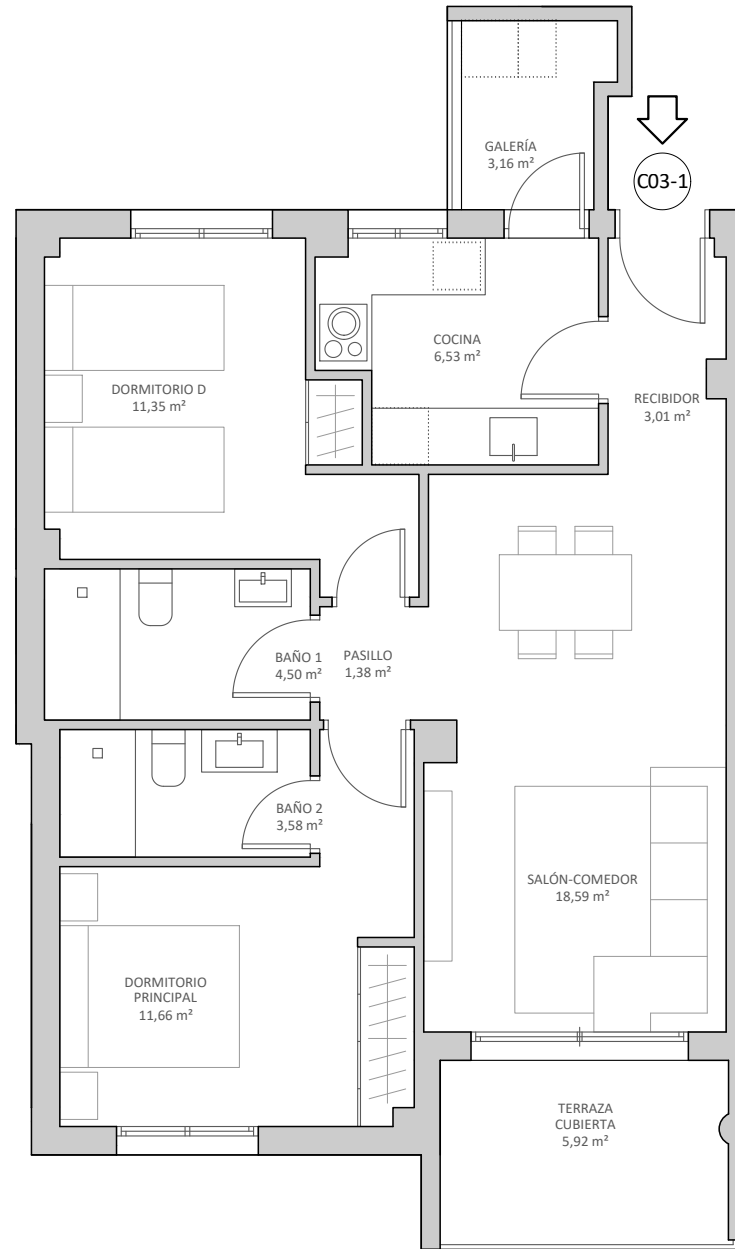 GALERÍA
3,16 m²
C03-1
COCINA
6,53 m²
DORMITORIO D
11,35 m²
RECIBIDOR
3,01 m²
BAÑO 1
4,50 m²
PASILLO
1,38 m²
BAÑO 2
3,58 m²
SALÓN-COMEDOR
18,59 m²
DORMITORIO
PRINCIPAL
11,66 m²
TERRAZA
CUBIERTA
5,92 m²